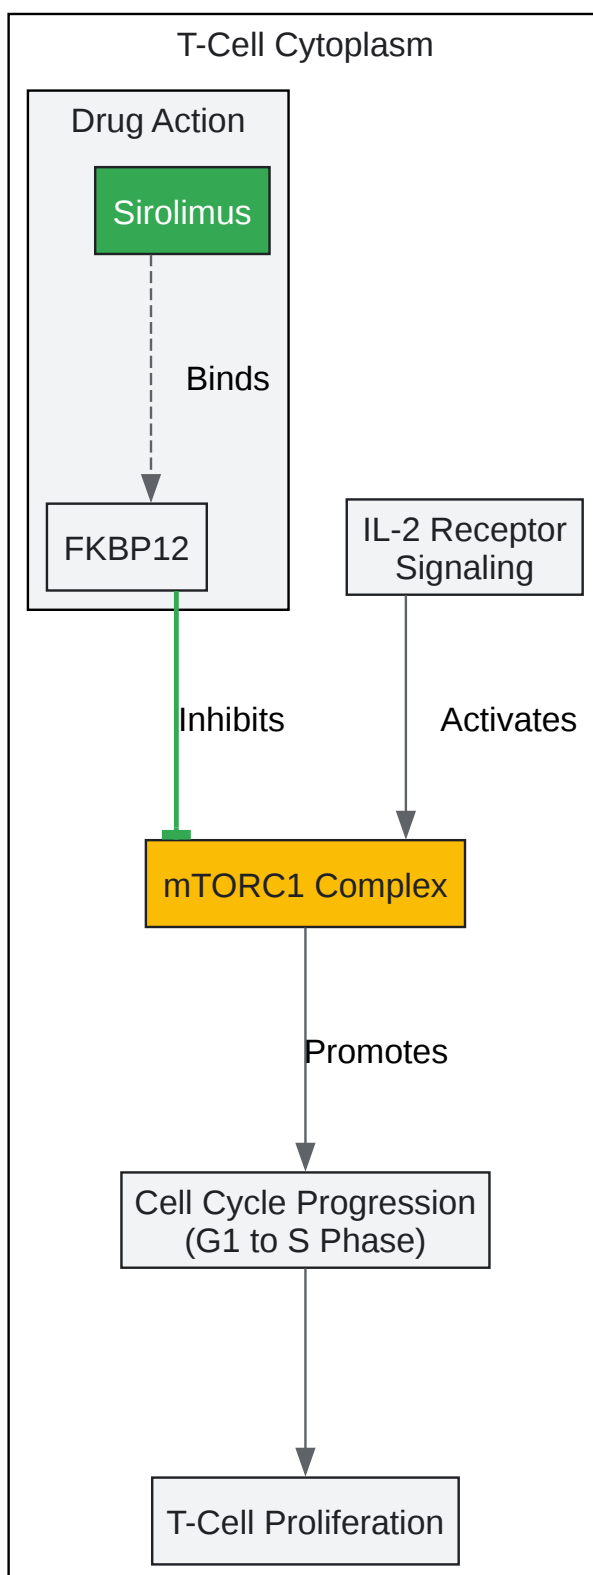 T-Cell Cytoplasm
Drug Action
Sirolimus
Binds
FKBP12
IL-2 Receptor
Signaling
Inhibits
Activates
mTORC1 Complex
Promotes
Cell Cycle Progression
(G1 to S Phase)
T-Cell Proliferation